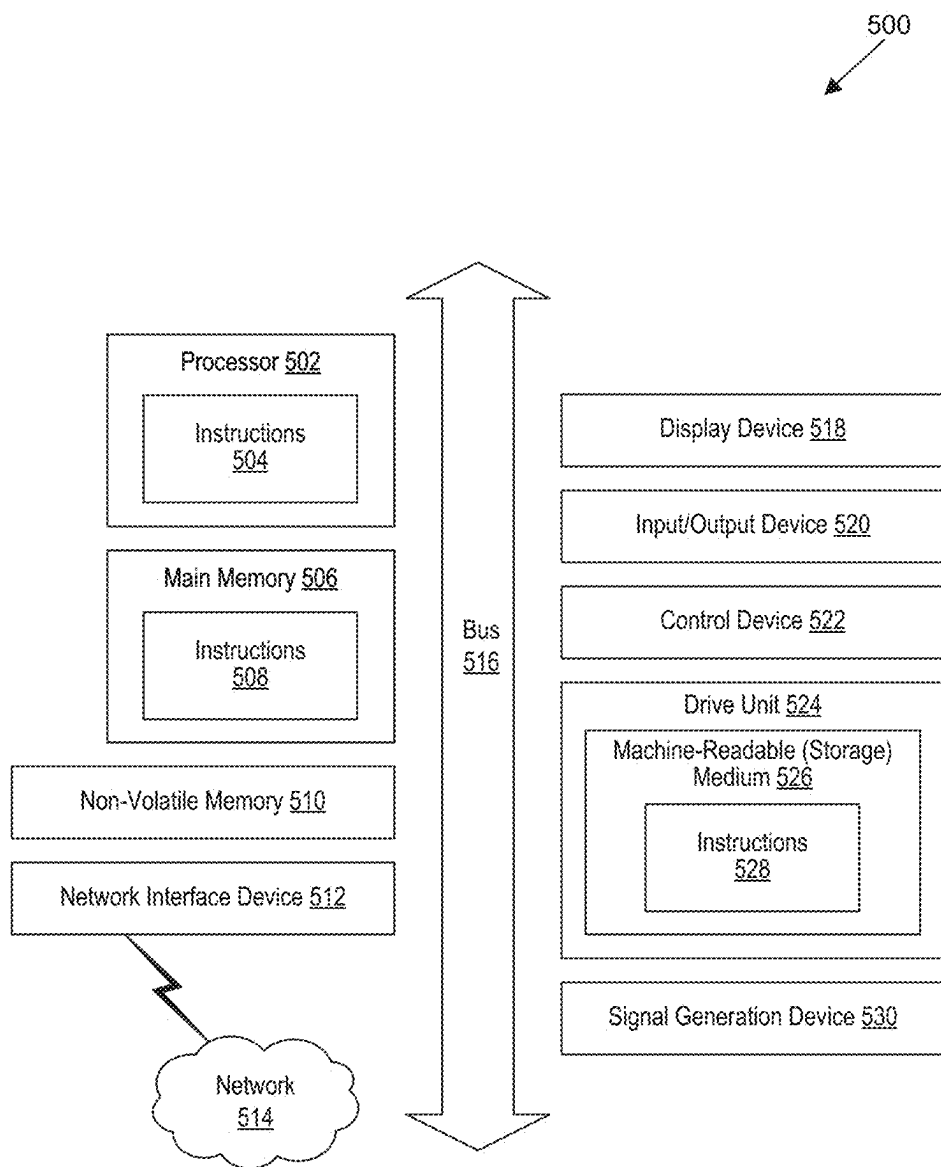 500
Processor 502
Instructions
504
Main Memory 506
Instructions
508
Non-Volatile Memory 510
Network Interface Device 512
Network
514
Bus
516
Display Device 518
Input/Output Device 520
Control Device 522
Drive Unit 524
Machine-Readable (Storage)
Medium 526
Instructions
528
Signal Generation Device 530